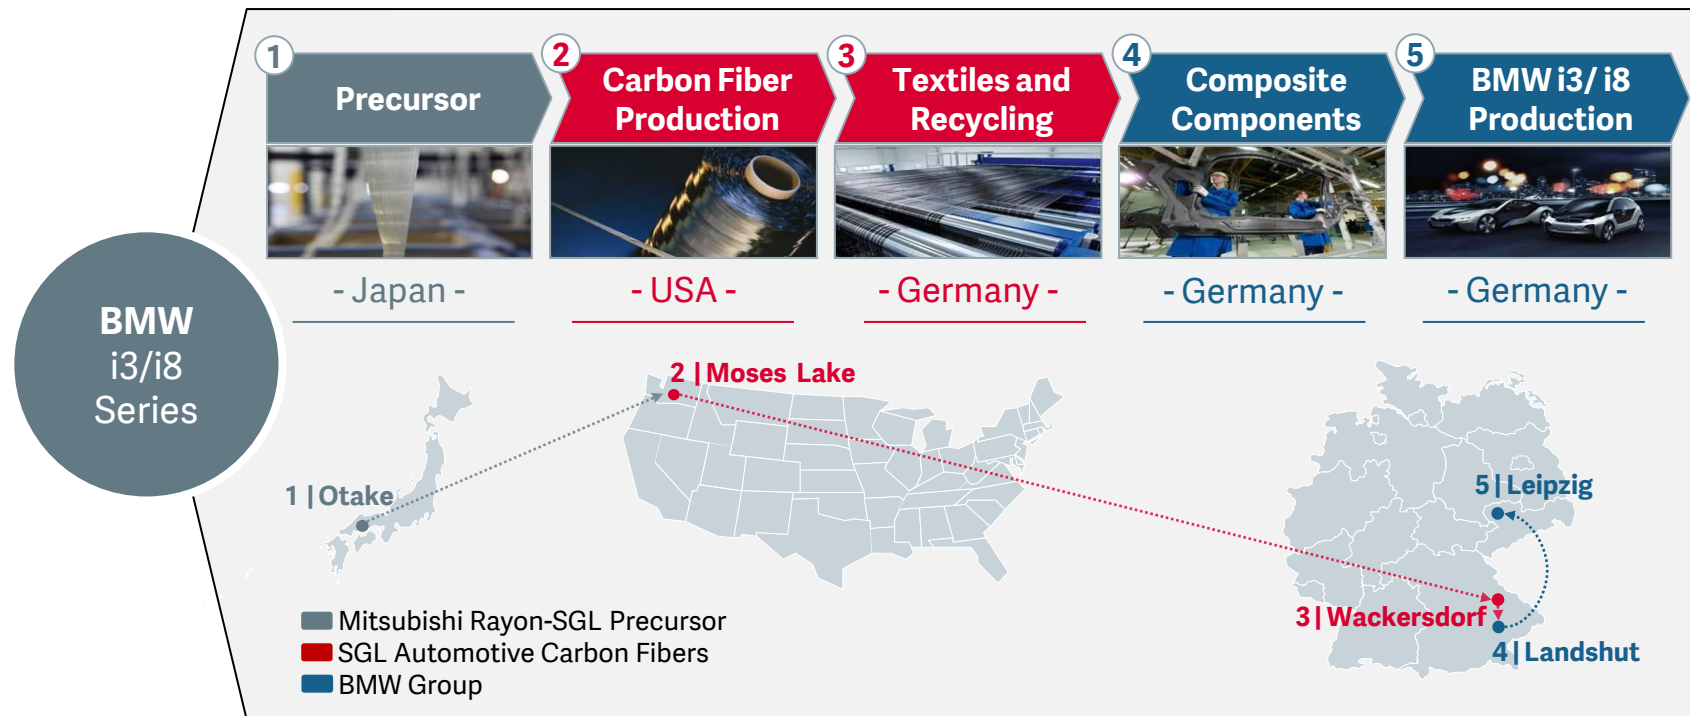 1
Precursor
2
Carbon Fiber
Production
3
Textiles and
Recycling
4
Composite
Components
5
BMW i3/ i8
Production
- Japan -
- USA -
- Germany -
- Germany -
- Germany -
BMW
i3/i8
Series
1 | Otake
2 | Moses Lake
5 | Leipzig
3 | Wackersdorf
4 | Landshut
Mitsubishi Rayon-SGL Precursor
SGL Automotive Carbon Fibers
BMW Group